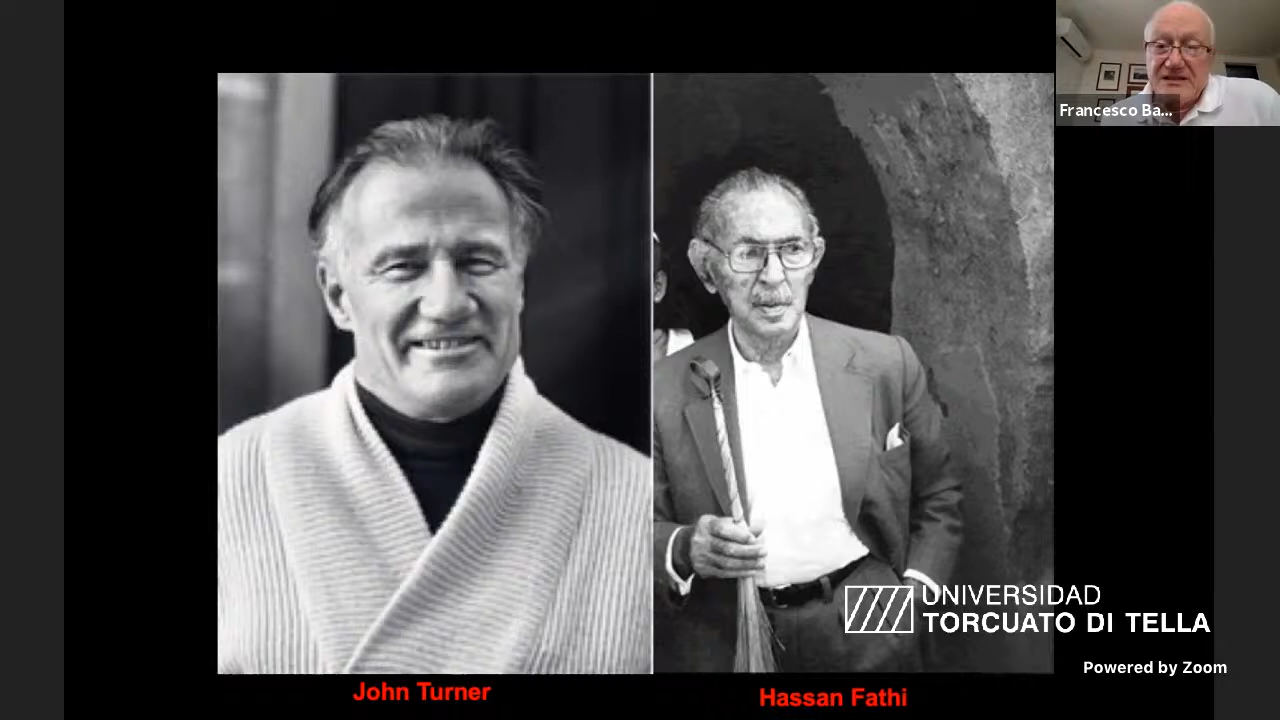 Francesco Ba...
UNIVERSIDAD
TORCUATO DI TELLA
Powered by Zoom
John Turner
Hassan Fathi